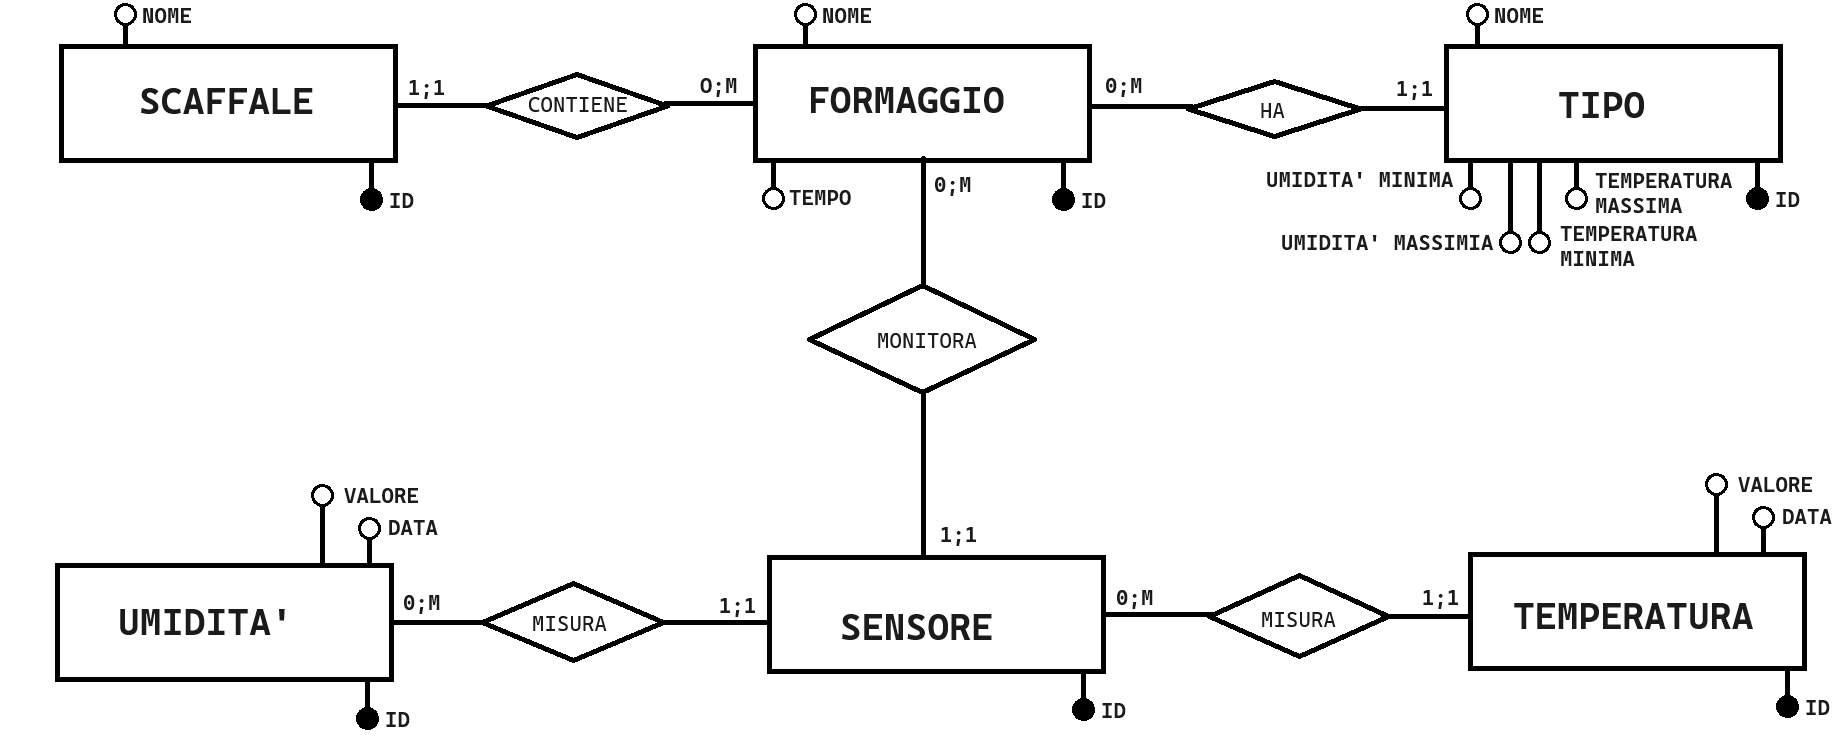 NOME
NOME
NOME
SCAFFALE
1;1
CONTIENE
O;M
FORMAGGIO
0;M
HA
1;1
TIPO
ID
TEMPO
0;M
ID
UMIDITA' MINIMA
TEMPERATURA
MASSIMA
ID
UMIDITA' MASSIMIA
TEMPERATURA
MINIMA
MONITORA
VALORE
DATA
1;1
VALORE
DATA
UMIDITA'
0;M
MISURA
1;1
SENSORE
0;M
MISURA
1;1
TEMPERATURA
ID
ID
ID